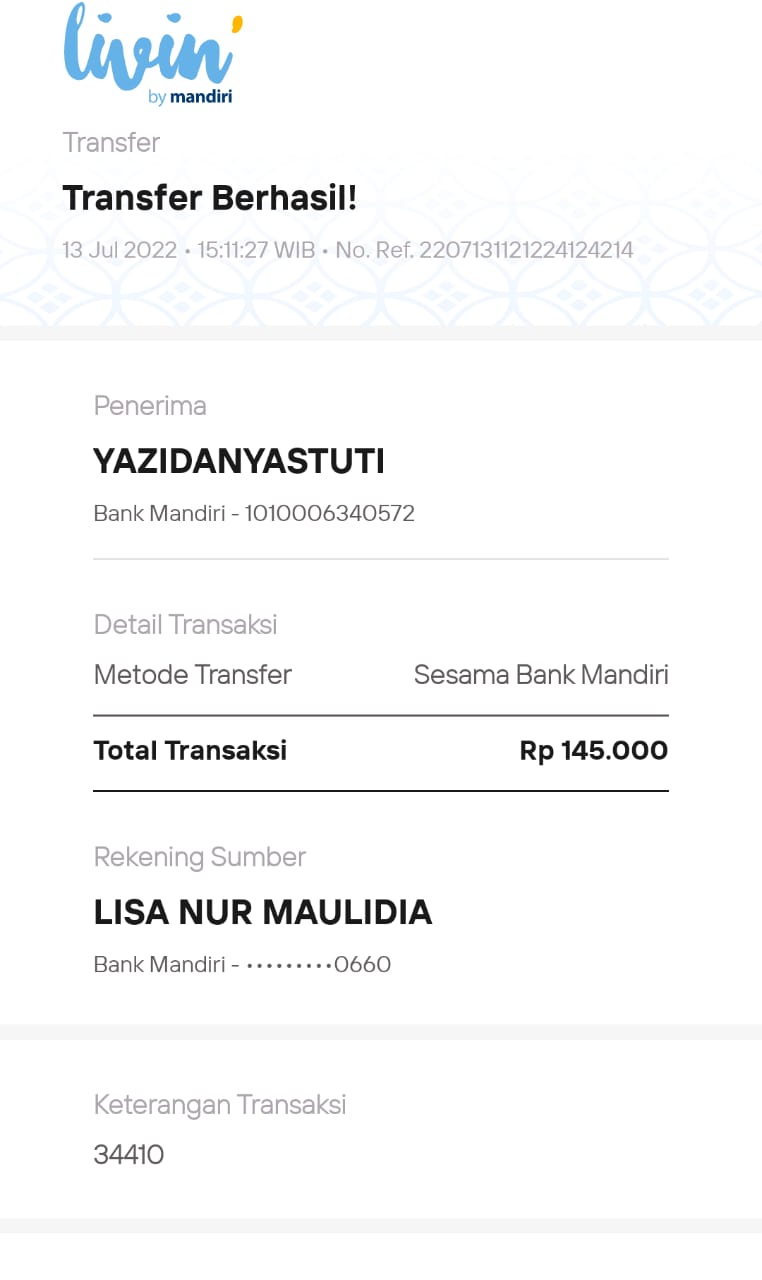 livin'
by mandiri
Transfer
Transfer Berhasil!
13 Jul 2022 • 15:11:27 WIB • No. Ref. 2207131121224124214
Penerima
YAZIDANYASTUTI
Bank Mandiri - 1010006340572
Detail Transaksi
Metode Transfer Sesama Bank Mandiri
Total Transaksi Rp 145.000
Rekening Sumber
LISA NUR MAULIDIA
Bank Mandiri - •••••••••0660
Keterangan Transaksi
34410